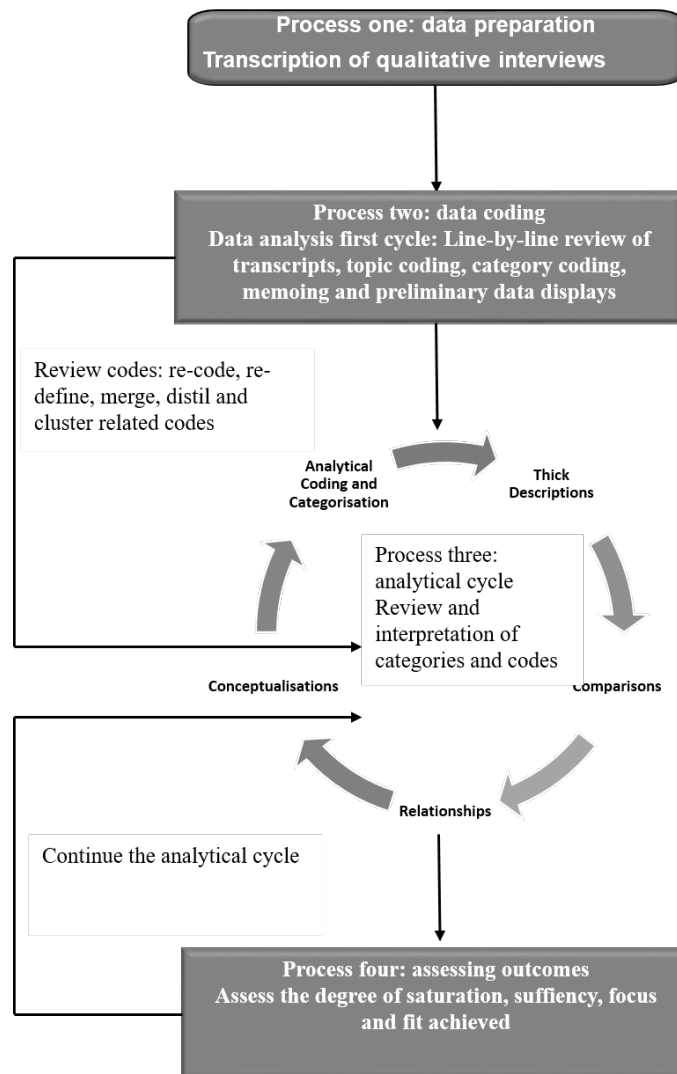 Process one: data preparation
Transcription of qualitative interviews
Process two: data coding
Data analysis first cycle: Line-by-line review of
transcripts, topic coding, category coding,
memoing and preliminary data displays
Review codes: re-code, re-
define, merge, distil and
cluster related codes
Analytical
Coding and
Categorisation
Thick
Descriptions
Process three:
analytical cycle
Review and
interpretation of
categories and codes
Conceptualisations
Comparisons
Relationships
Continue the analytical cycle
Process four: assessing outcomes
Assess the degree of saturation, suffiency, focus
and fit achieved